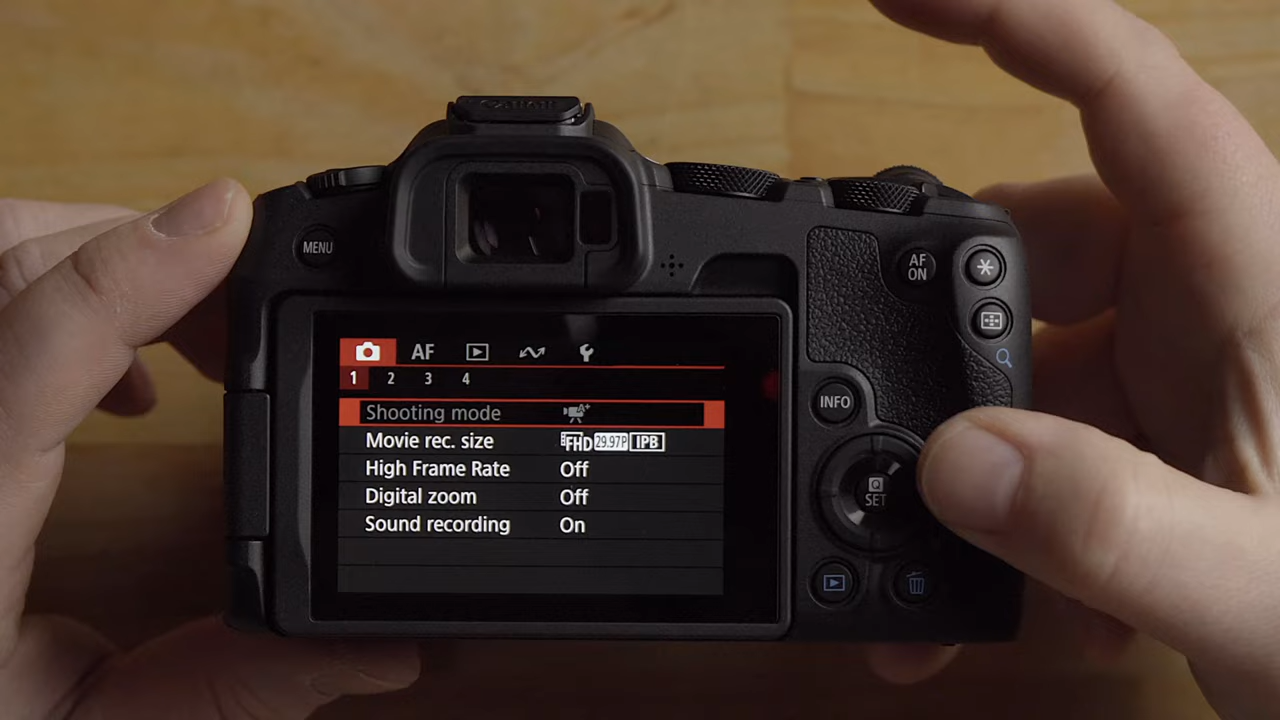 Canon
MENU
AF
ON
AF
1 2 3 4
Shooting mode A+
Movie rec. size FHD 29.97P IPB
High Frame Rate Off
Digital zoom Off
Sound recording On
INFO
Q
SET